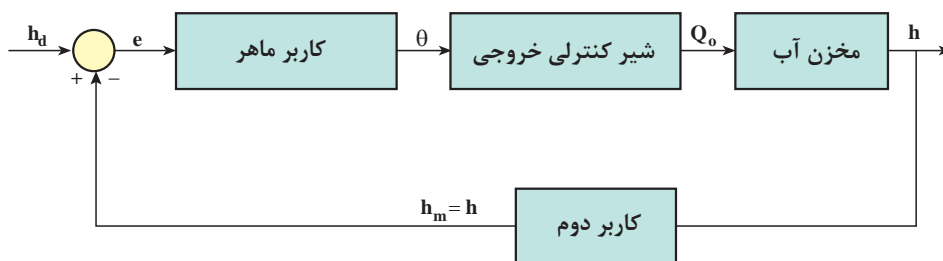 h_d
e
کاربر ماهر
θ
شیر کنترلی خروجی
Q_o
مخزن آب
h
+
−
h_m = h
کاربر دوم